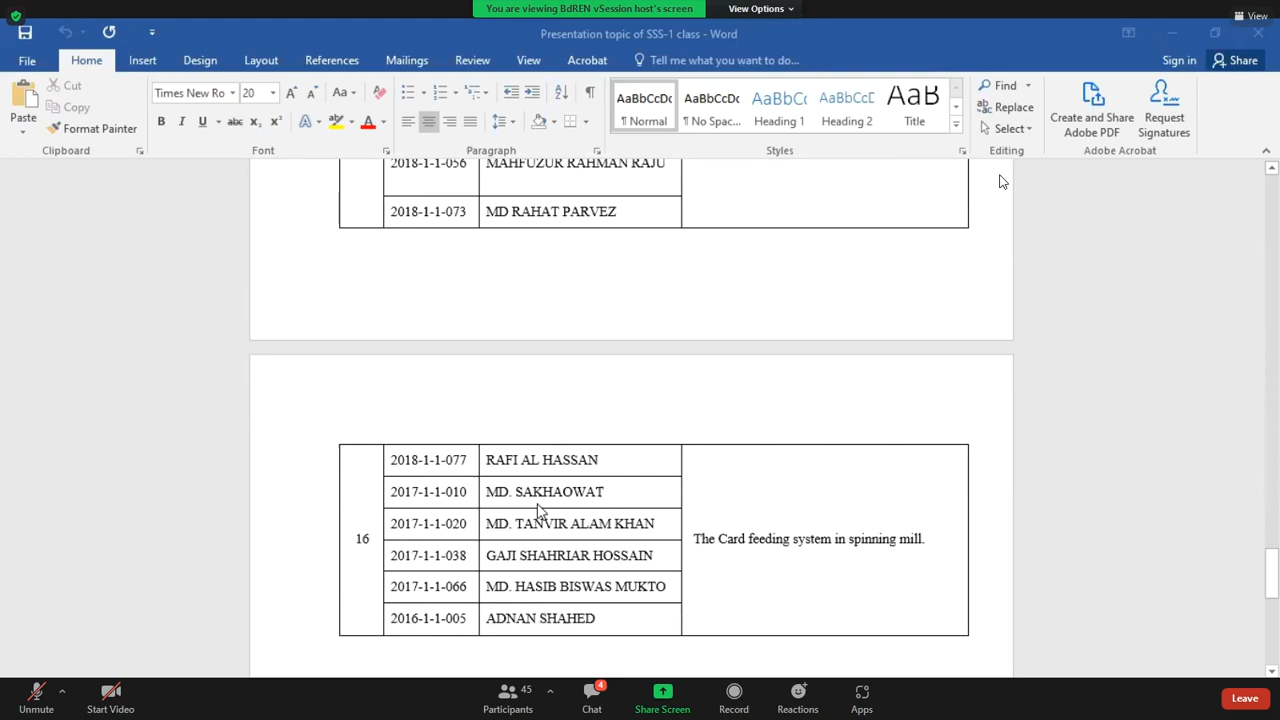 You are viewing BdREN vSession host's screen
View Options
View
Presentation topic of SSS-1 class - Word
File
Home
Insert
Design
Layout
References
Mailings
Review
View
Acrobat
Tell me what you want to do...
Sign in
Share
Paste
Cut
Copy
Format Painter
Clipboard
Times New Ro
20
Aa
B I U abc X₂ X²
A
A
Font
Paragraph
AaBbCcDc
¶ Normal
AaBbCcDc
¶ No Spac...
AaBbCc
Heading 1
AaBbCcE
Heading 2
AaB
Title
Styles
Find
Replace
Select
Editing
Create and Share
Adobe PDF
Request
Signatures
Adobe Acrobat
2018-1-1-056 MAHFUZUR RAHMAN RAJU
2018-1-1-073 MD RAHAT PARVEZ
16
2018-1-1-077 RAFI AL HASSAN
2017-1-1-010 MD. SAKHAOWAT
2017-1-1-020 MD. TANVIR ALAM KHAN
2017-1-1-038 GAJI SHAHRIAR HOSSAIN
2017-1-1-066 MD. HASIB BISWAS MUKTO
2016-1-1-005 ADNAN SHAHED
The Card feeding system in spinning mill.
Unmute
Start Video
Participants
45
Chat
4
Share Screen
Record
Reactions
Apps
Leave